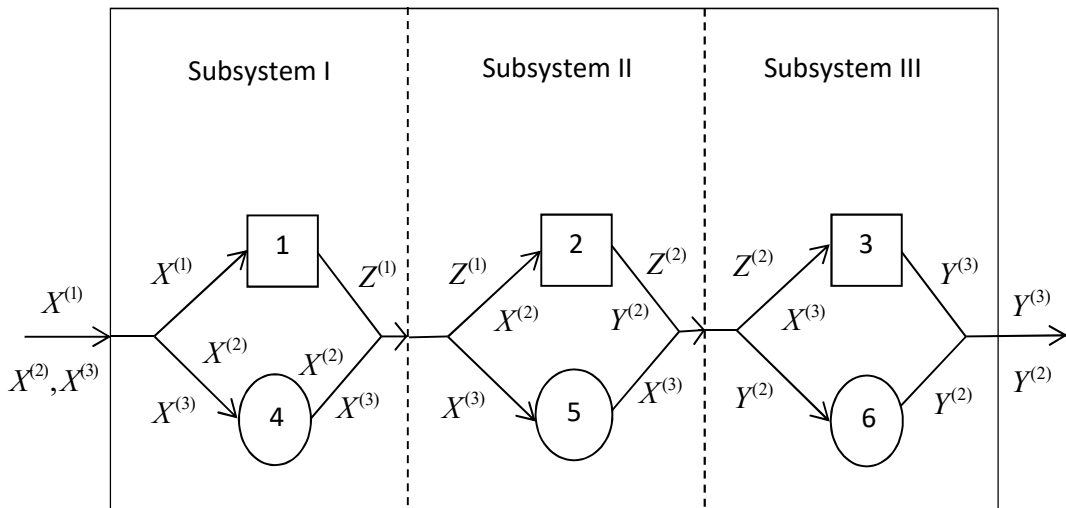 Subsystem I
Subsystem II
Subsystem III
1
2
3
X^{(1)}
Z^{(1)}
Z^{(1)}
Z^{(2)}
Z^{(2)}
Y^{(3)}
X^{(1)}
X^{(2)}
Y^{(2)}
X^{(3)}
Y^{(3)}
X^{(2)}, X^{(3)}
X^{(2)}
X^{(2)}
Y^{(2)}
X^{(3)}
X^{(3)}
X^{(3)}
X^{(3)}
Y^{(2)}
Y^{(2)}
4
5
6